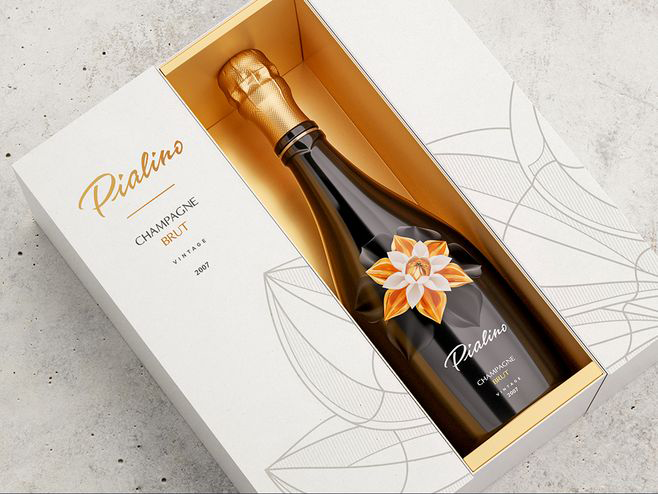 Pialino
CHAMPAGNE
BRUT
VINTAGE
2007
Pialino
CHAMPAGNE
BRUT
VINTAGE
2007